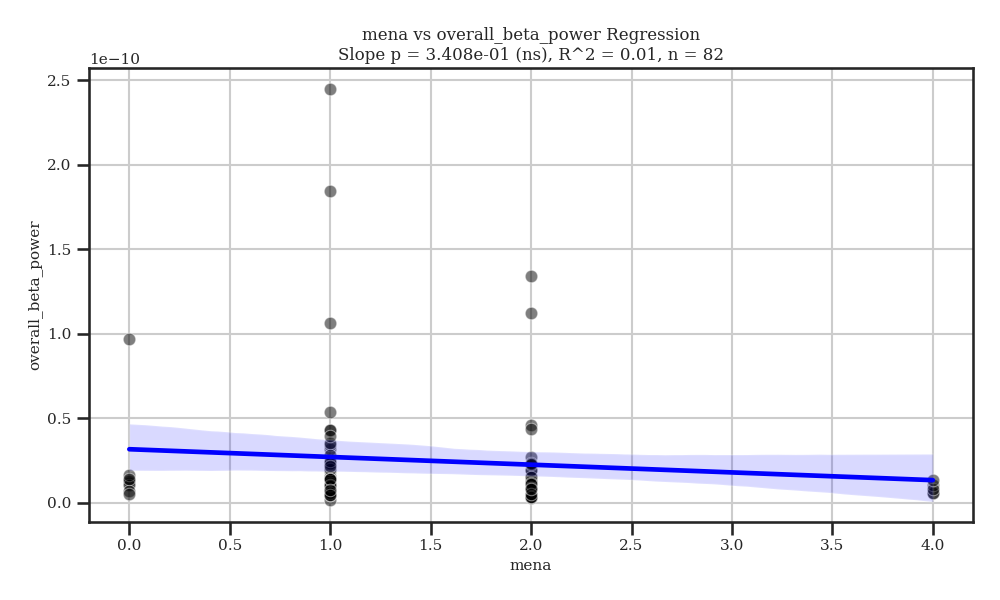 mena vs overall_beta_power Regression
Slope p = 3.408e-01 (ns), R^2 = 0.01, n = 82
1e−10
2.5
2.0
1.5
1.0
0.5
0.0
overall_beta_power
0.0 0.5 1.0 1.5 2.0 2.5 3.0 3.5 4.0
mena